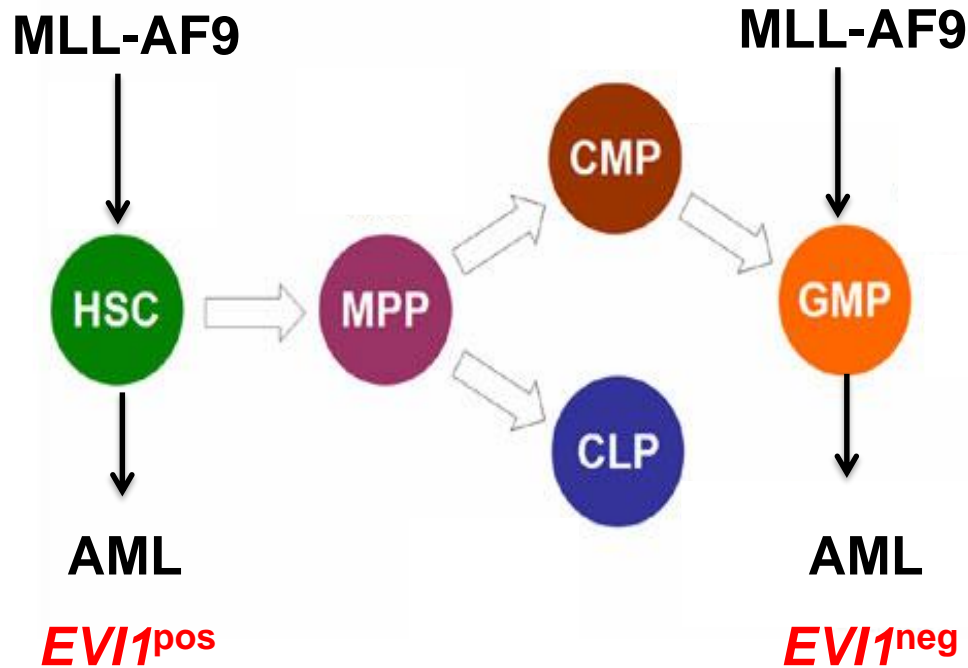 MLL-AF9
MLL-AF9
CMP
HSC
MPP
GMP
CLP
AML
AML
EVI1pos
EVI1neg